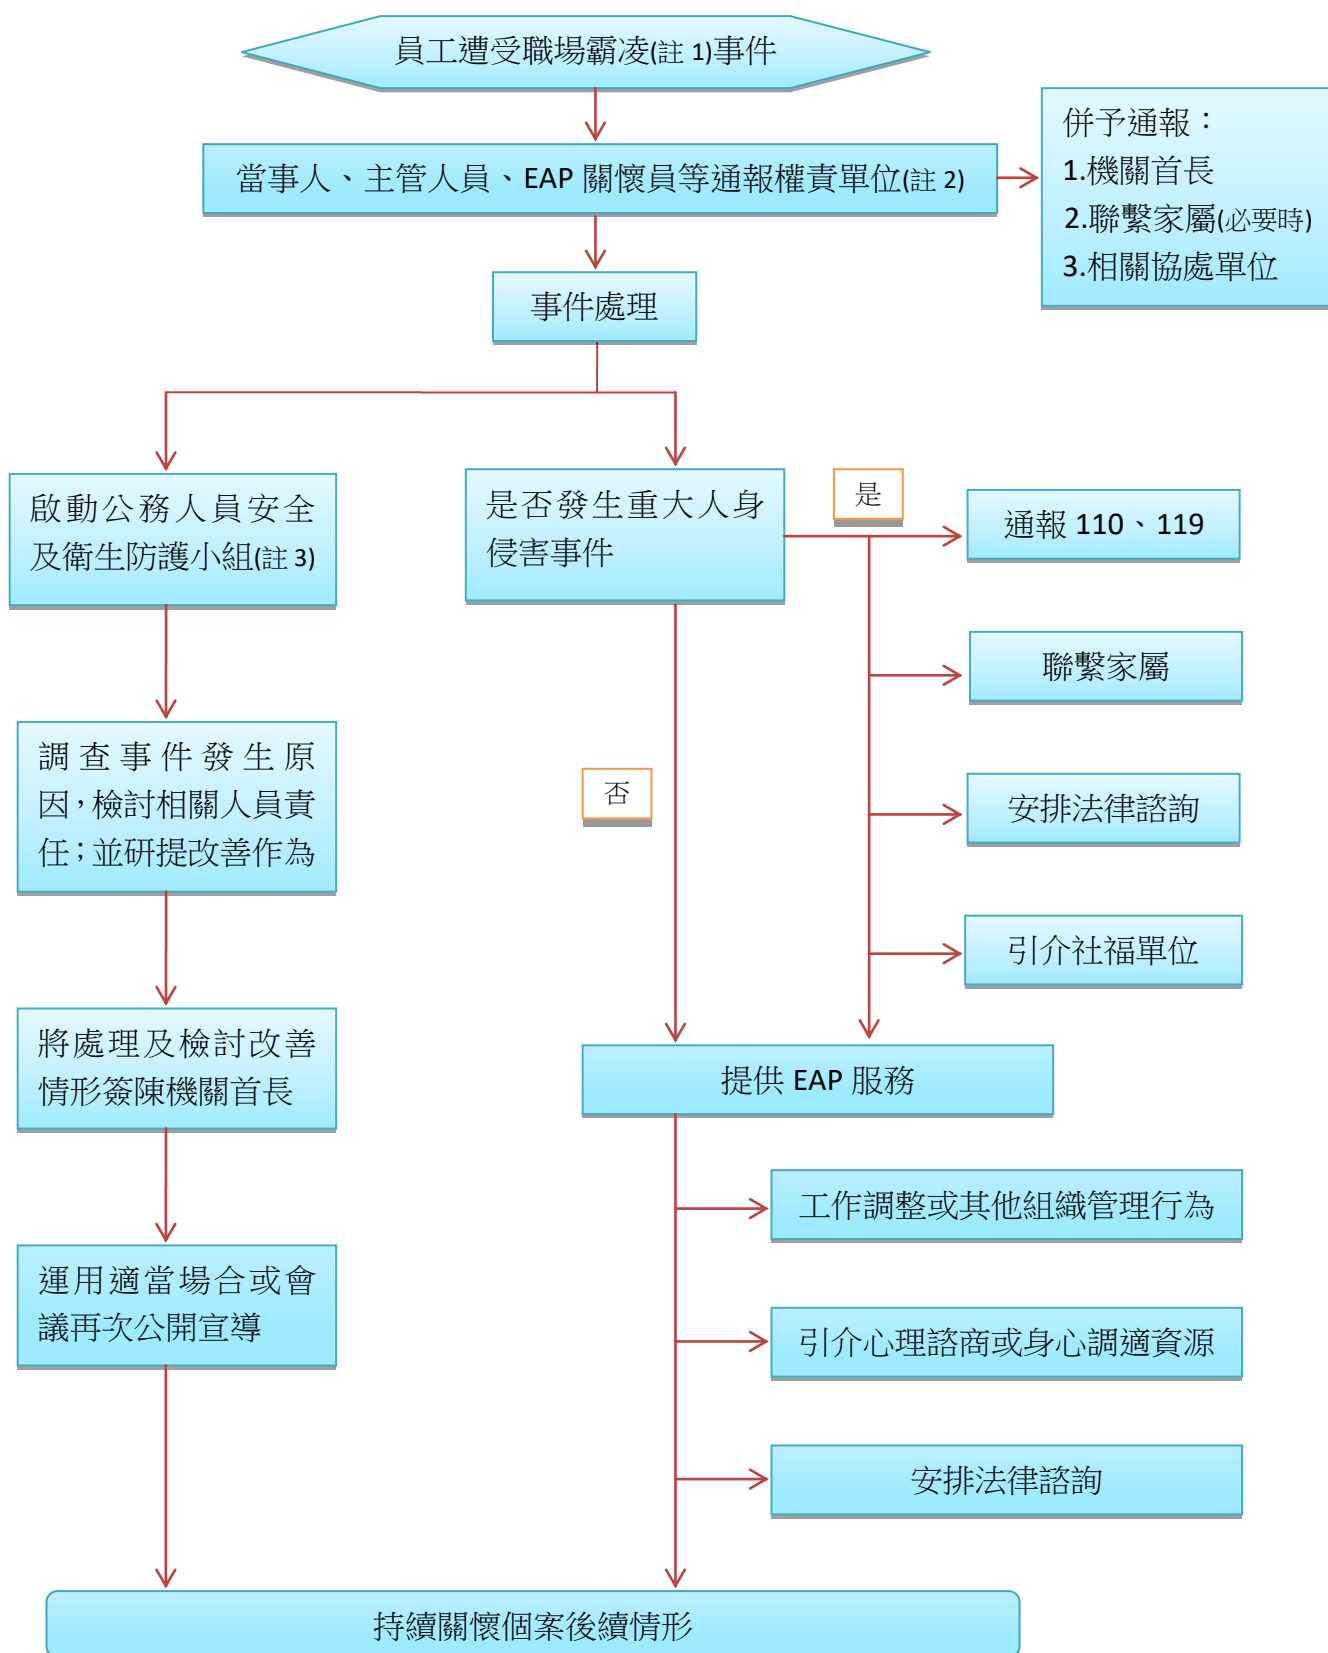 員工遭受職場霸凌(註 1)事件
當事人、主管人員、EAP 關懷員等通報權責單位(註 2)
併予通報：
1.機關首長
2.聯繫家屬(必要時)
3.相關協處單位
事件處理
啟動公務人員安全
及衛生防護小組(註 3)
是否發生重大人身
侵害事件
是
通報 110、119
聯繫家屬
調查事件發生原
因，檢討相關人員責
任；並研提改善作為
否
安排法律諮詢
引介社福單位
將處理及檢討改善
情形簽陳機關首長
提供 EAP 服務
工作調整或其他組織管理行為
運用適當場合或會
議再次公開宣導
引介心理諮商或身心調適資源
安排法律諮詢
持續關懷個案後續情形